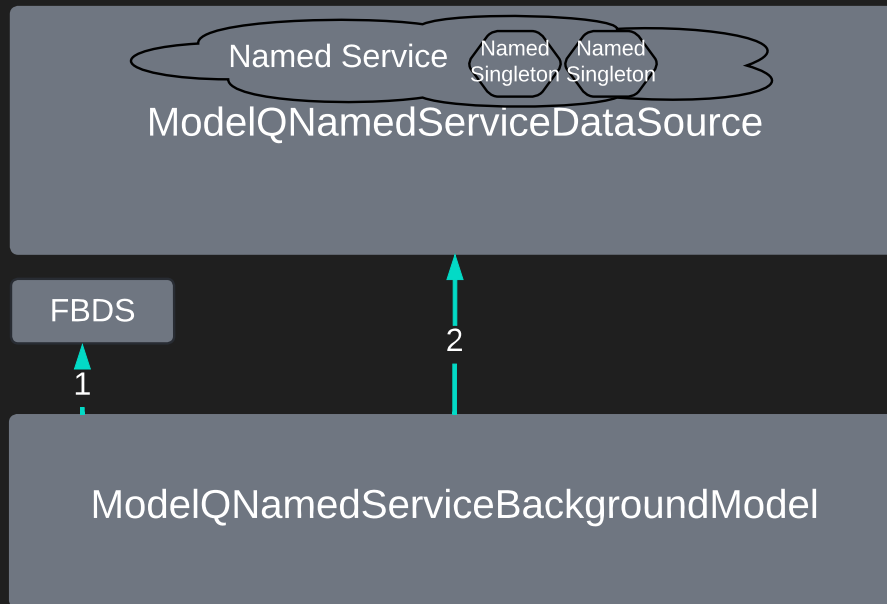 Named Service
Named
Singleton
Named
Singleton
ModelQNamedServiceDataSource
FBDS
1
2
ModelQNamedServiceBackgroundModel